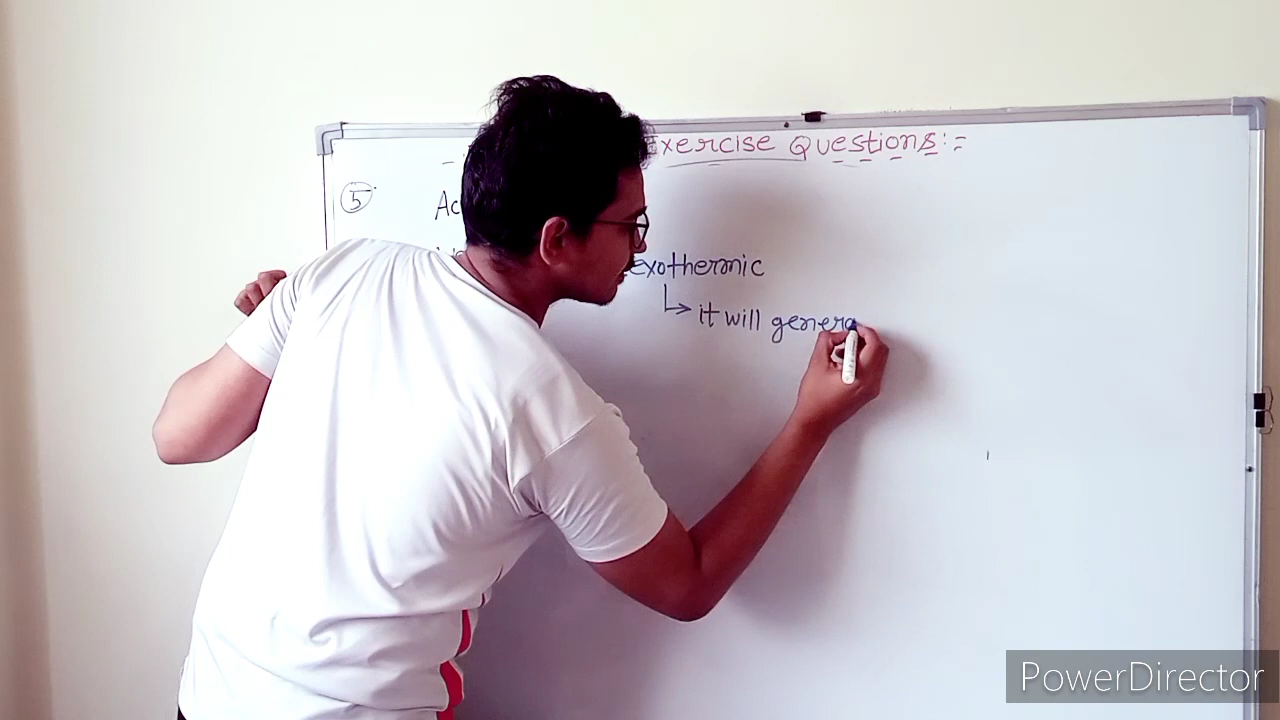 Exercise Questions:-
5
Ac
exothermic
it will genera
PowerDirector